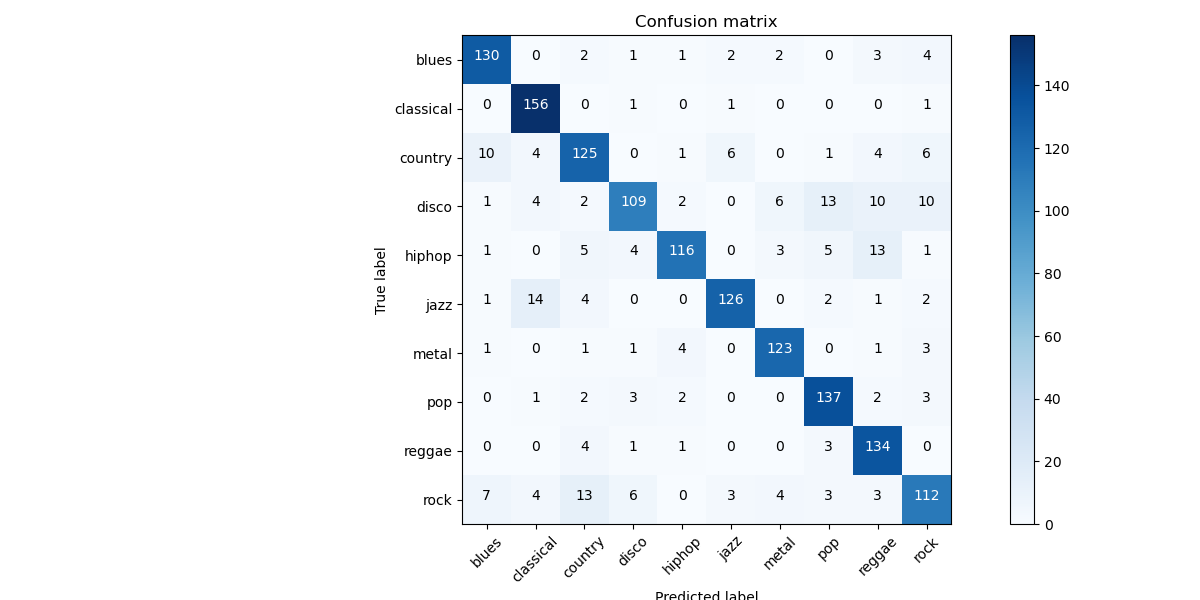 Confusion matrix
True label
blues 130 0 2 1 1 2 2 0 3 4
classical 0 156 0 1 0 1 0 0 0 1
country 10 4 125 0 1 6 0 1 4 6
disco 1 4 2 109 2 0 6 13 10 10
hiphop 1 0 5 4 116 0 3 5 13 1
jazz 1 14 4 0 0 126 0 2 1 2
metal 1 0 1 1 4 0 123 0 1 3
pop 0 1 2 3 2 0 0 137 2 3
reggae 0 0 4 1 1 0 0 3 134 0
rock 7 4 13 6 0 3 4 3 3 112
blues classical country disco hiphop jazz metal pop reggae rock
Predicted label
140
120
100
80
60
40
20
0